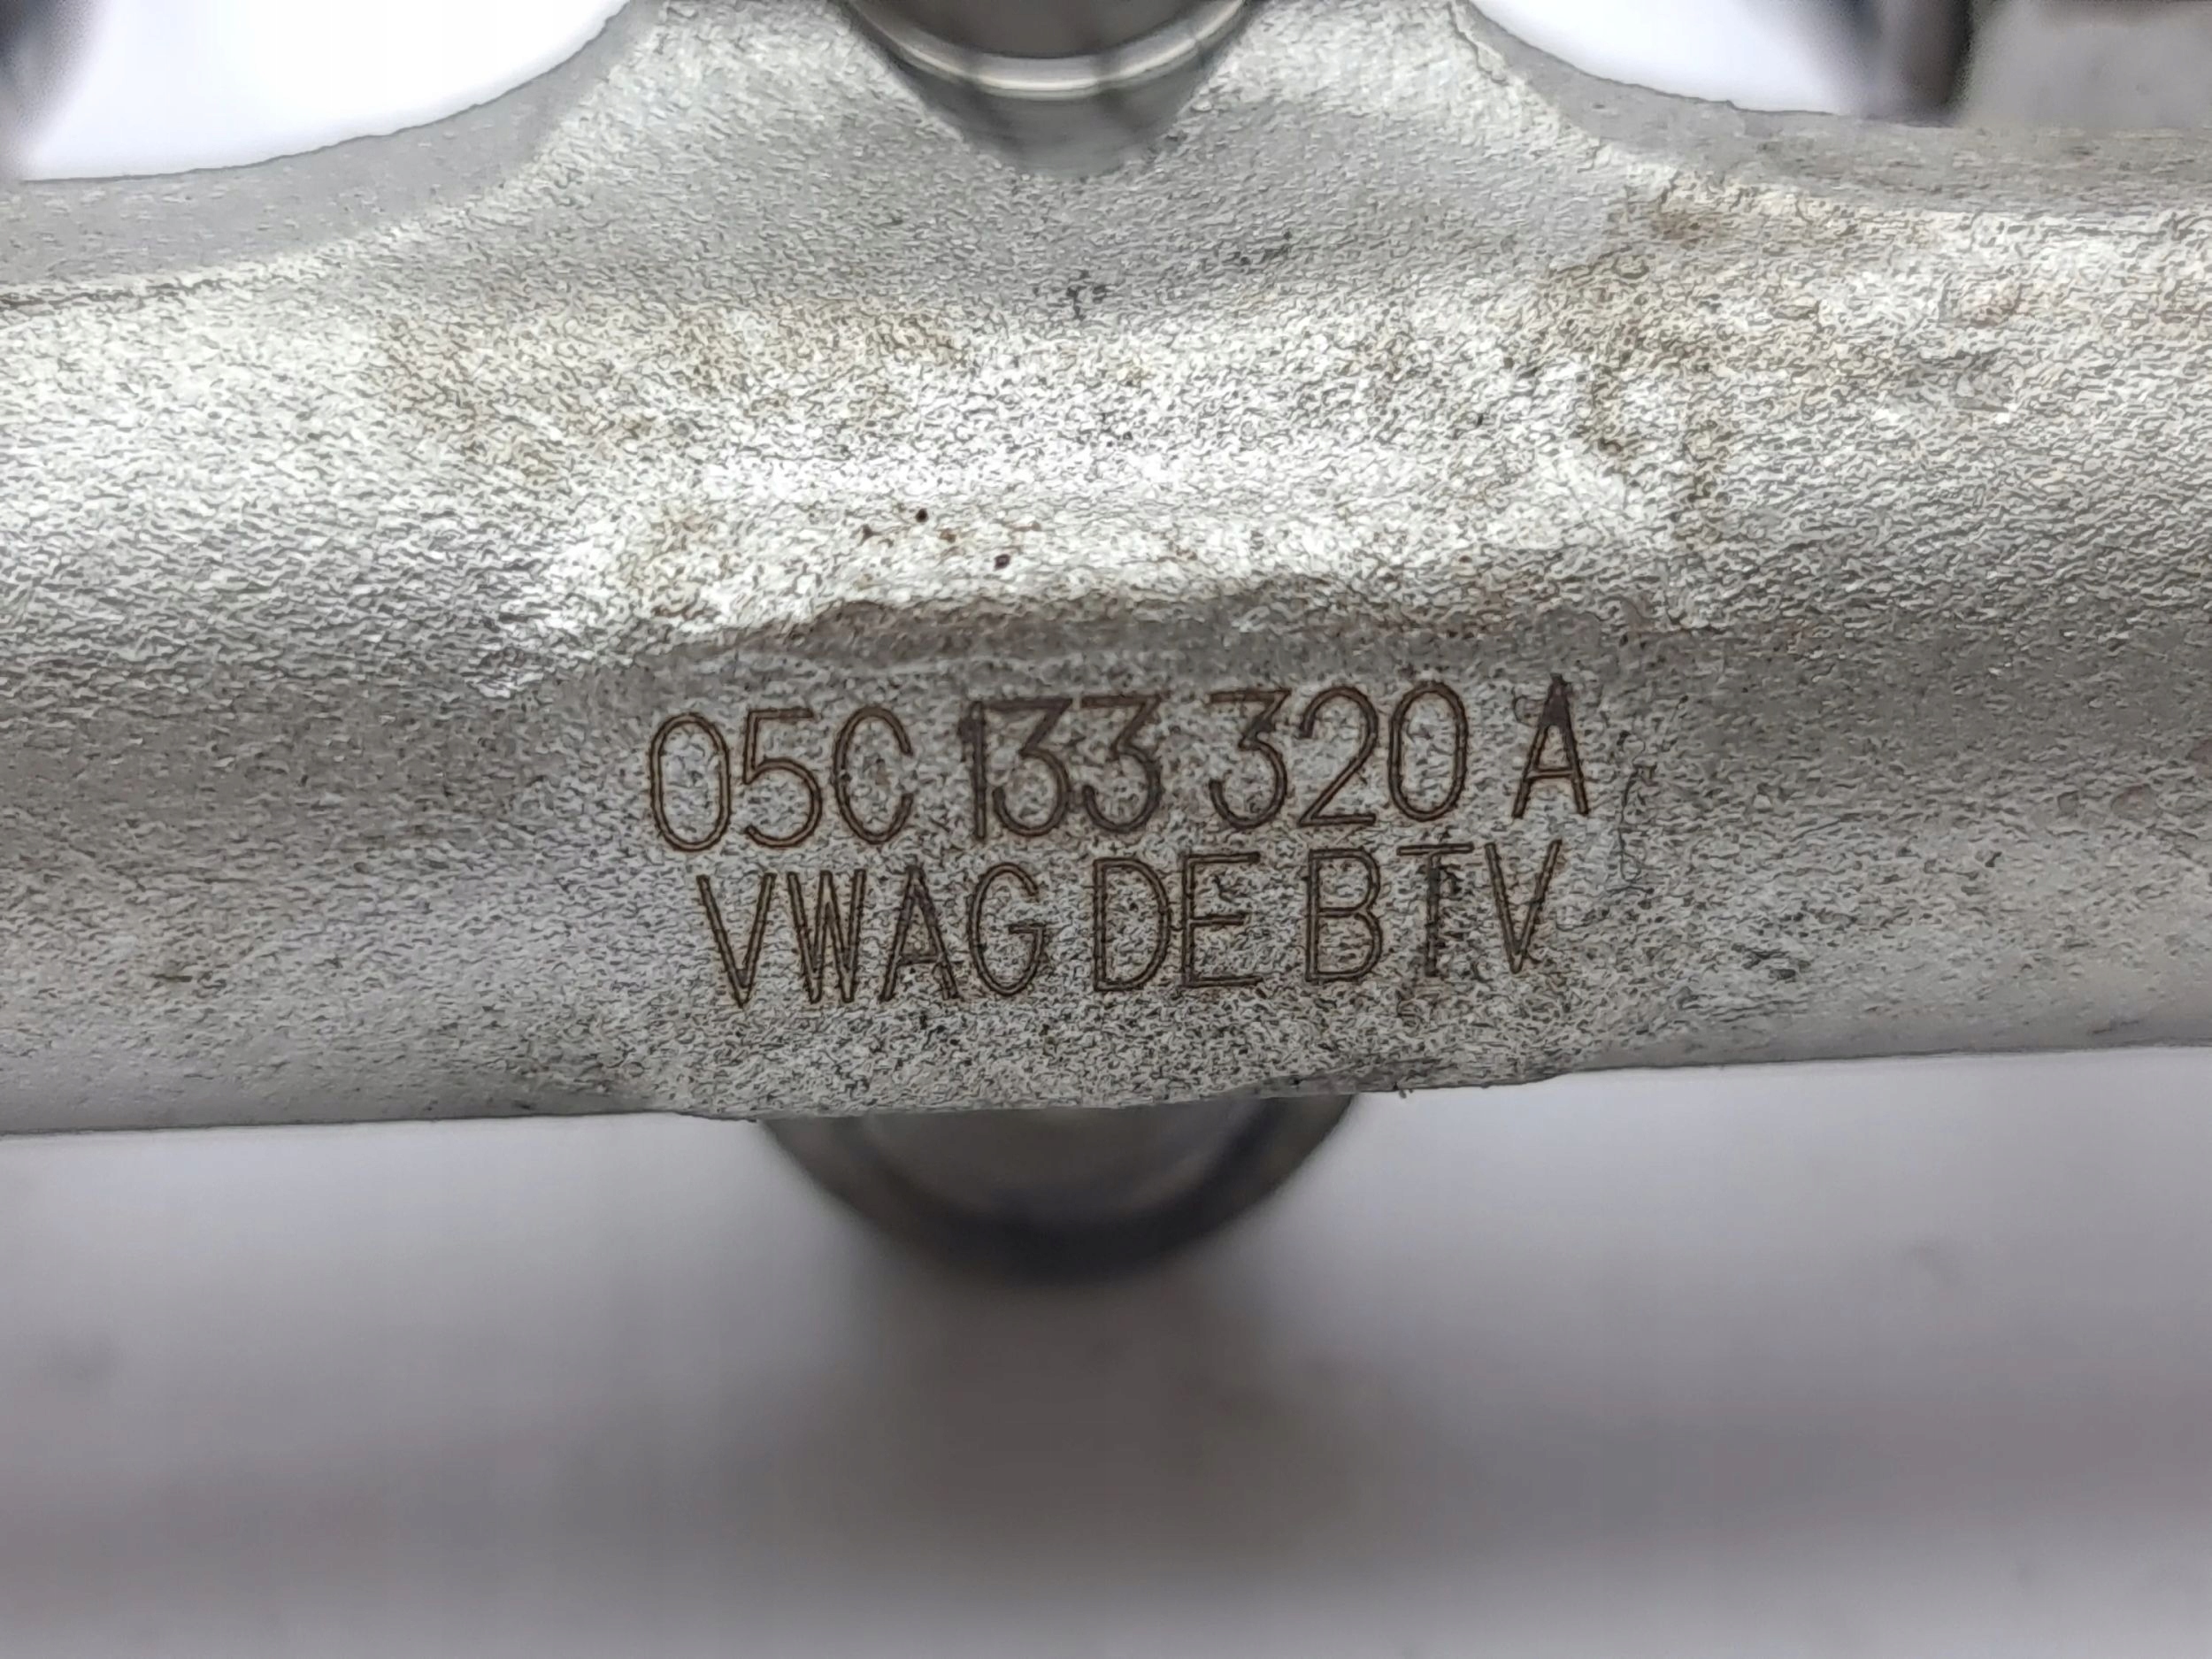 05C 133 320 A
VWAG DE BTV